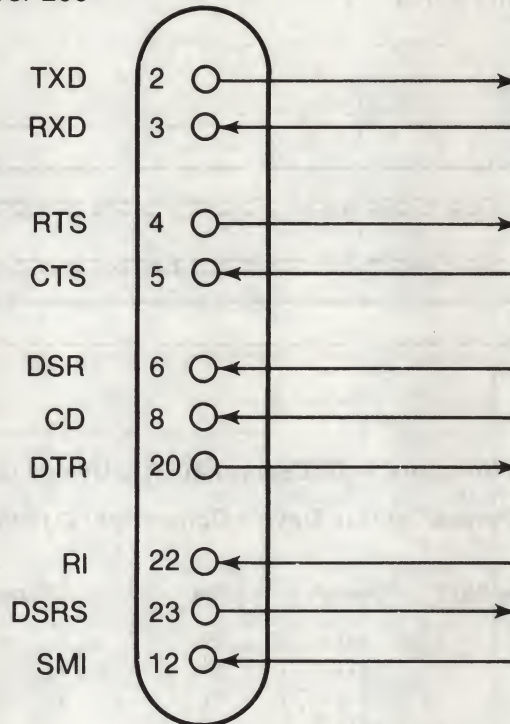 TXD 2
RXD 3
RTS 4
CTS 5
DSR 6
CD 8
DTR 20
RI 22
DSRS 23
SMI 12